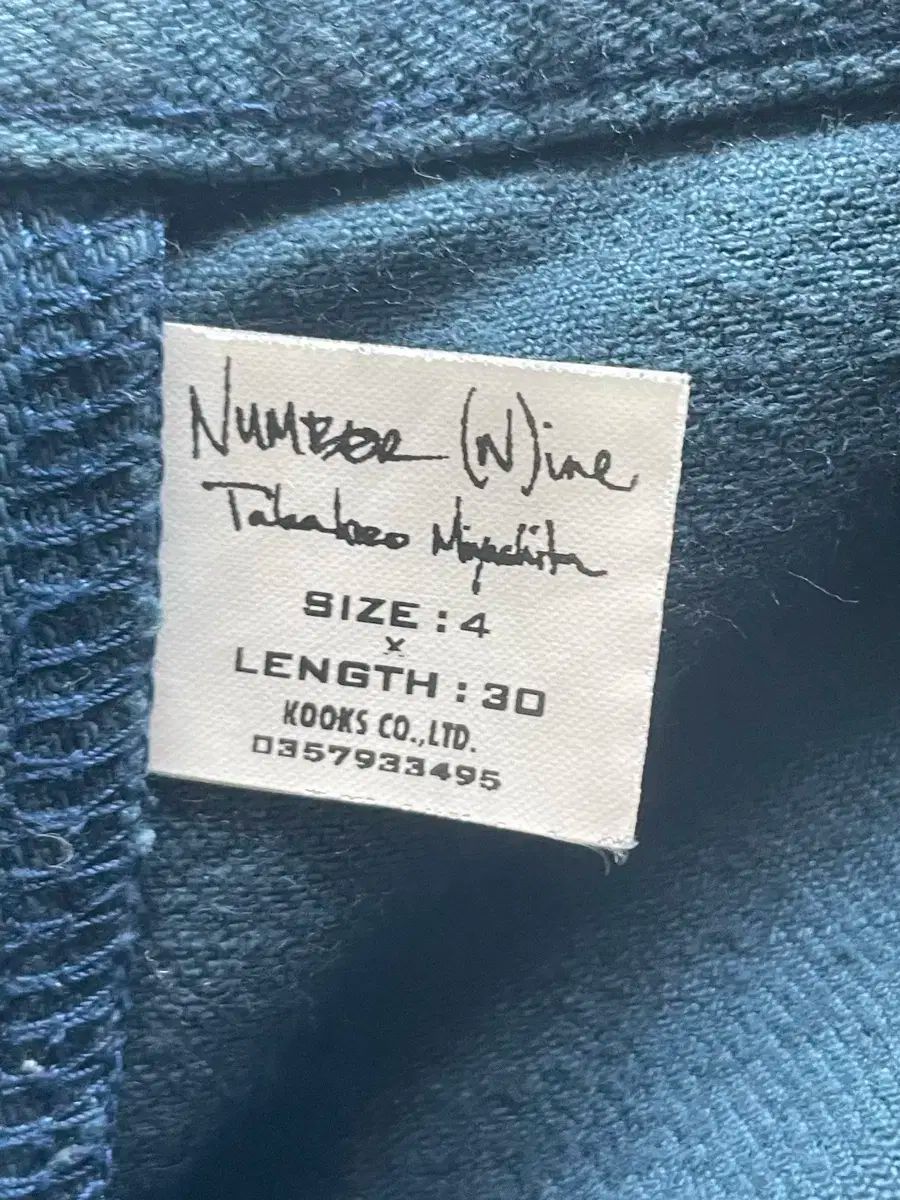 NUMBER (N)ine
Takahiro Miyashita
SIZE : 4
x
LENGTH : 30
KOOKS CO.,LTD.
0357933495